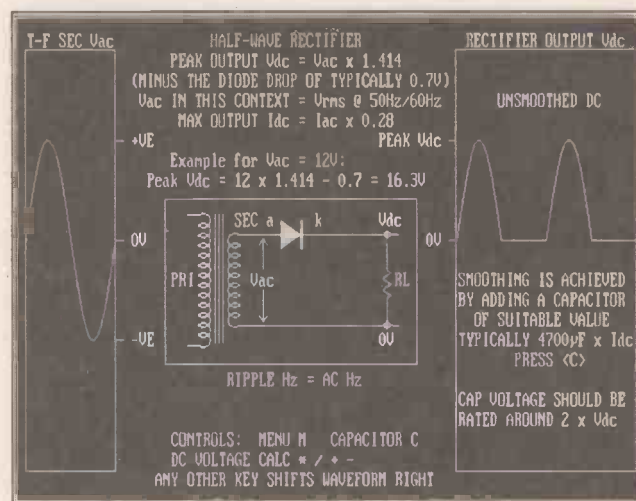 T-F SEC Vac
HALF-WAVE RECTIFIER
RECTIFIER OUTPUT Vdc
PEAK OUTPUT Vdc = Vac x 1.414
(MINUS THE DIODE DROP OF TYPICALLY 0.7V)
Vac IN THIS CONTEXT = Vrms @ 50Hz/60Hz
MAX OUTPUT Idc = Iac x 0.28
UNSMOOTHED DC
+VE
PEAK Vdc
Example for Vac = 12V:
Peak Vdc = 12 x 1.414 - 0.7 = 16.3V
SEC a k Vdc
0V
0V
PRI
Vac
RL
0V
-VE
RIPPLE Hz = AC Hz
SMOOTHING IS ACHIEVED
BY ADDING A CAPACITOR
OF SUITABLE VALUE
TYPICALLY 4700µF x Idc
PRESS <C>
CAP VOLTAGE SHOULD BE
RATED AROUND 2 x Vdc
CONTROLS: MENU M CAPACITOR C
DC VOLTAGE CALC * / + -
ANY OTHER KEY SHIFTS WAVEFORM RIGHT